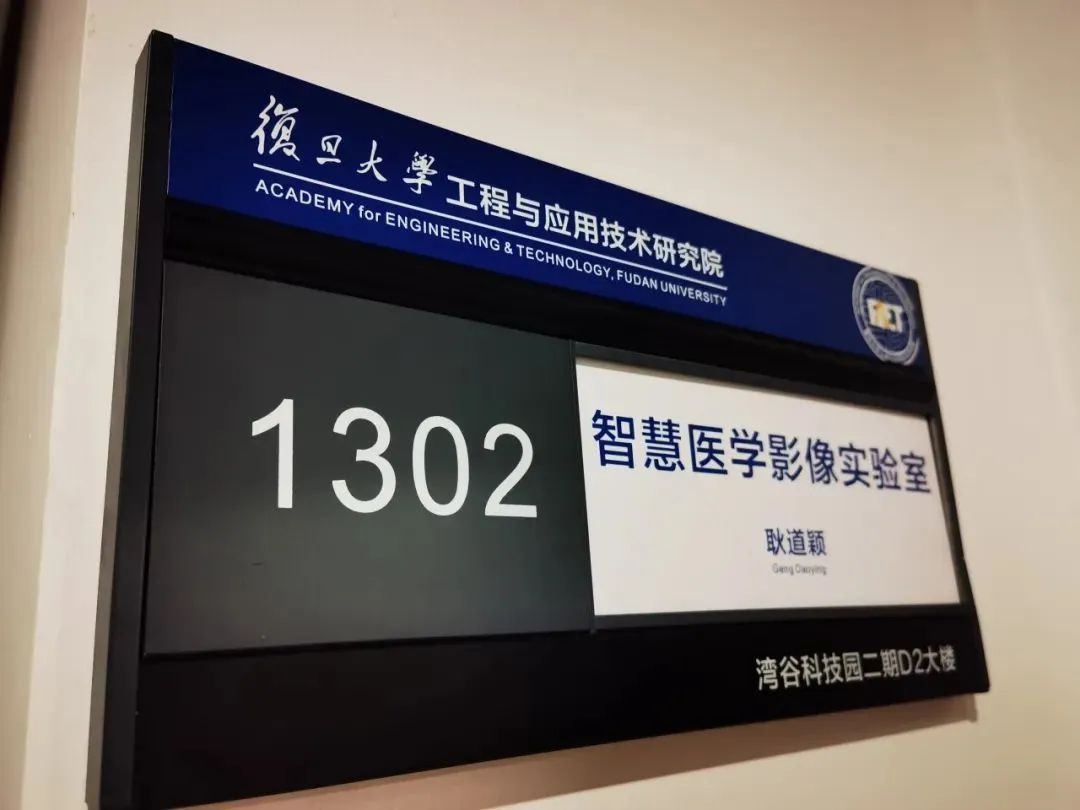 復旦大學工程与应用技术研究院
ACADEMY for ENGINEERING & TECHNOLOGY, FUDAN UNIVERSITY
1302
智慧医学影像实验室
耿道颖
Geng Daoying
湾谷科技园二期D2大楼